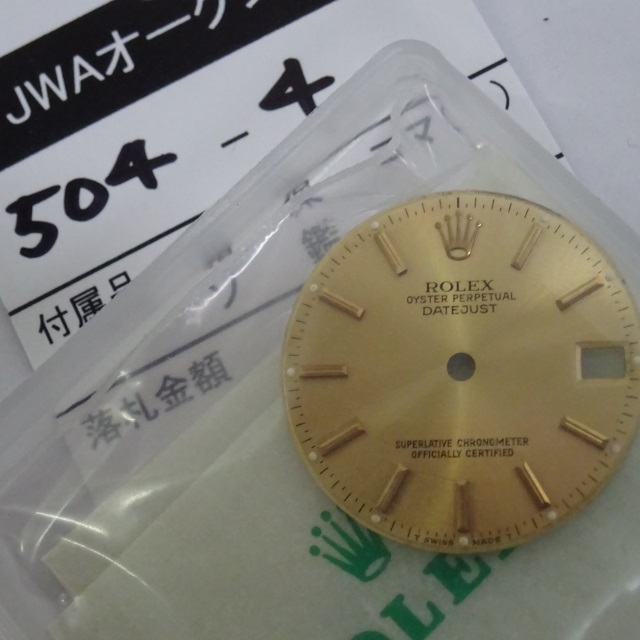 JWAオーク
504-4
付属品
落札金額
ROLEX
OYSTER PERPETUAL
DATEJUST
SUPERLATIVE CHRONOMETER
OFFICIALLY CERTIFIED
SWISS MADE
ROLEX